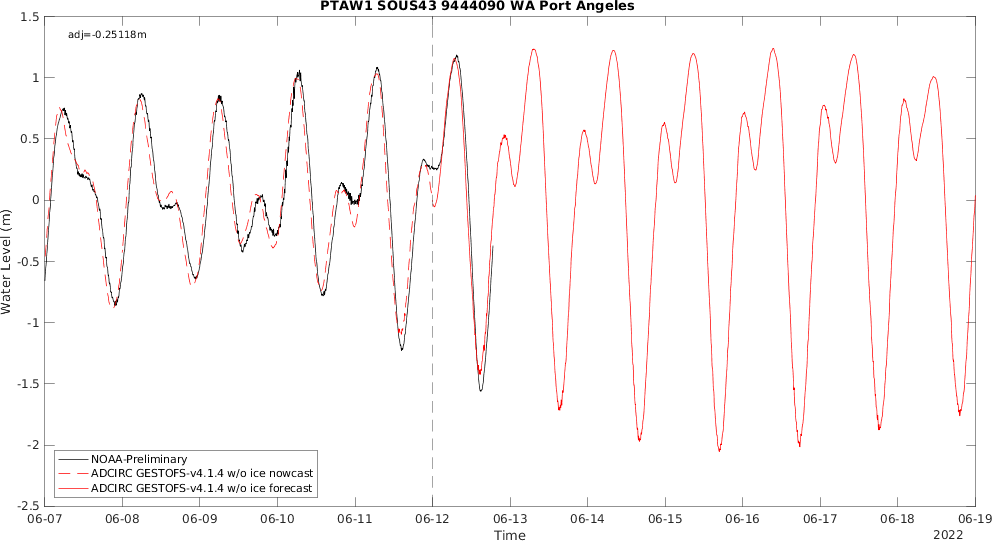 PTAW1 SOUS43 9444090 WA Port Angeles
adj=-0.25118m
1.5
1
0.5
0
-0.5
-1
-1.5
-2
-2.5
Water Level (m)
NOAA-Preliminary
ADCIRC GESTOFS-v4.1.4 w/o ice nowcast
ADCIRC GESTOFS-v4.1.4 w/o ice forecast
06-07 06-08 06-09 06-10 06-11 06-12 06-13 06-14 06-15 06-16 06-17 06-18 06-19
Time
2022